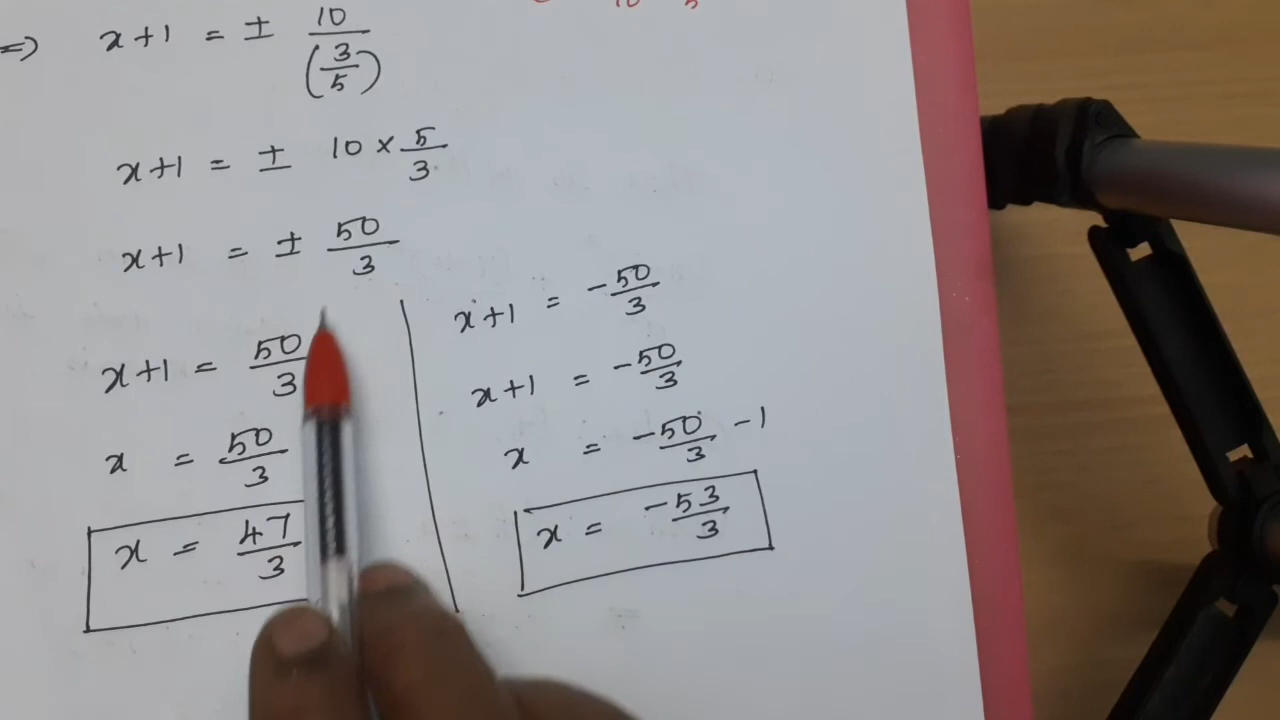 => x+1 = ± 10/(3/5)
x+1 = ± 10 × 5/3
x+1 = ± 50/3
x+1 = 50/3
x = 50/3
x = 47/3
x+1 = -50/3
x+1 = -50/3
x = -50/3 -1
x = -53/3